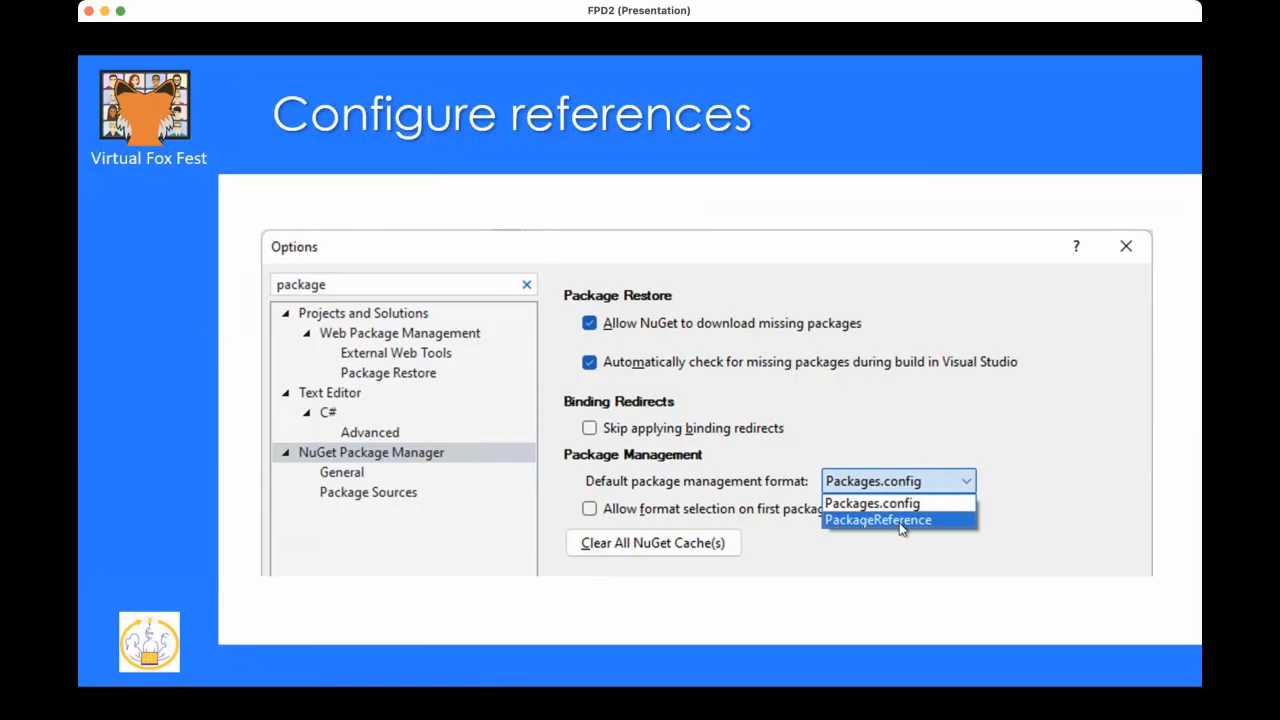 FPD2 (Presentation)
Configure references
Virtual Fox Fest
Options
?
package
Projects and Solutions
Web Package Management
External Web Tools
Package Restore
Text Editor
C#
Advanced
NuGet Package Manager
General
Package Sources
Package Restore
Allow NuGet to download missing packages
Automatically check for missing packages during build in Visual Studio
Binding Redirects
Skip applying binding redirects
Package Management
Default package management format: Packages.config
Packages.config
Allow format selection on first packag
PackageReference
Clear All NuGet Cache(s)